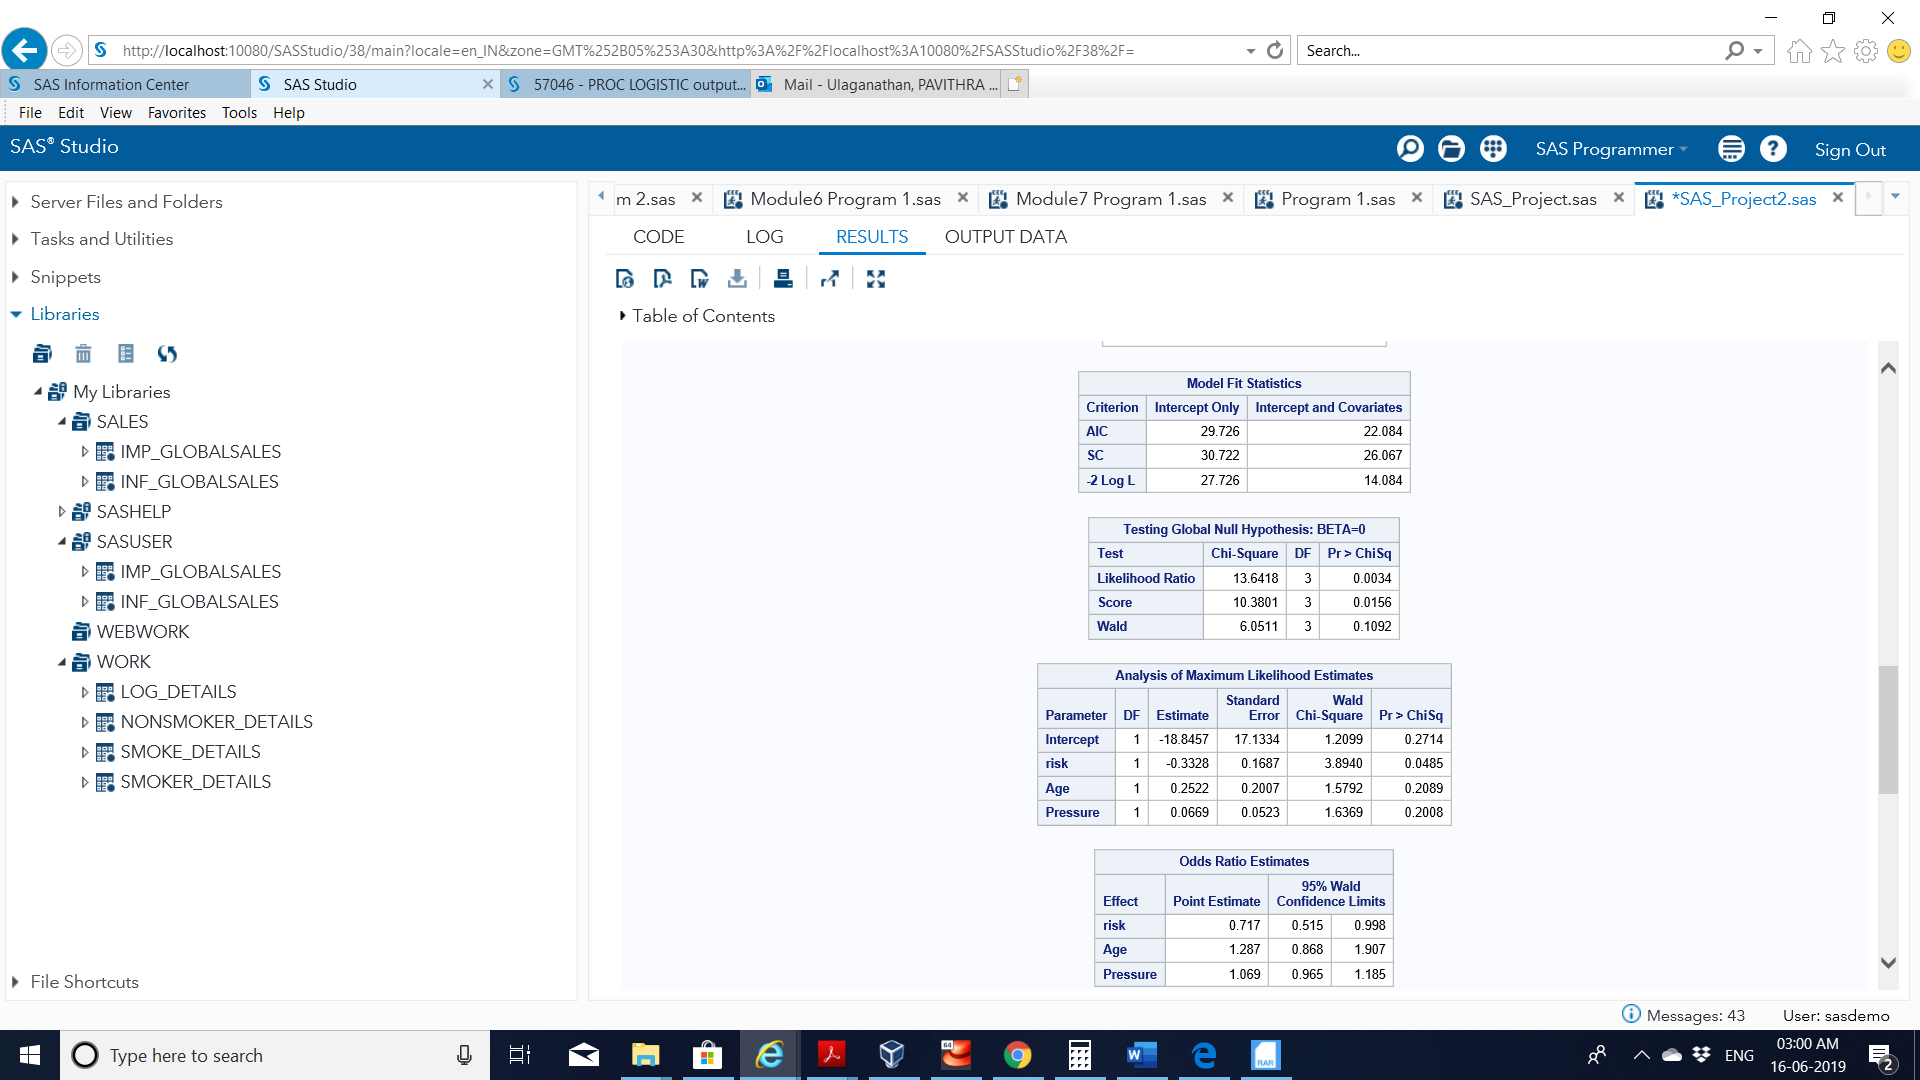 http://localhost:10080/SASStudio/38/main?locale=en_IN&zone=GMT%252B05%253A30&http%3A%2F%2Flocalhost%3A10080%2FSASStudio%2F38%2F=
Search...
SAS Information Center
SAS Studio
57046 - PROC LOGISTIC output...
Mail - Ulaganathan, PAVITHRA ...
File Edit View Favorites Tools Help
SAS® Studio
SAS Programmer
Sign Out
Server Files and Folders
Tasks and Utilities
Snippets
Libraries
My Libraries
SALES
IMP_GLOBALSALES
INF_GLOBALSALES
SASHELP
SASUSER
IMP_GLOBALSALES
INF_GLOBALSALES
WEBWORK
WORK
LOG_DETAILS
NONSMOKER_DETAILS
SMOKE_DETAILS
SMOKER_DETAILS
File Shortcuts
m 2.sas
Module6 Program 1.sas
Module7 Program 1.sas
Program 1.sas
SAS_Project.sas
*SAS_Project2.sas
CODE LOG RESULTS OUTPUT DATA
Table of Contents
Model Fit Statistics
Criterion Intercept Only Intercept and Covariates
AIC 29.726 22.084
SC 30.722 26.067
-2 Log L 27.726 14.084
Testing Global Null Hypothesis: BETA=0
Test Chi-Square DF Pr > ChiSq
Likelihood Ratio 13.6418 3 0.0034
Score 10.3801 3 0.0156
Wald 6.0511 3 0.1092
Analysis of Maximum Likelihood Estimates
Parameter DF Estimate Standard Error Wald Chi-Square Pr > ChiSq
Intercept 1 -18.8457 17.1334 1.2099 0.2714
risk 1 -0.3328 0.1687 3.8940 0.0485
Age 1 0.2522 0.2007 1.5792 0.2089
Pressure 1 0.0669 0.0523 1.6369 0.2008
Odds Ratio Estimates
Effect Point Estimate 95% Wald Confidence Limits
risk 0.717 0.515 0.998
Age 1.287 0.868 1.907
Pressure 1.069 0.965 1.185
Messages: 43
User: sasdemo
Type here to search
64
RAR
ENG
03:00 AM
16-06-2019
2